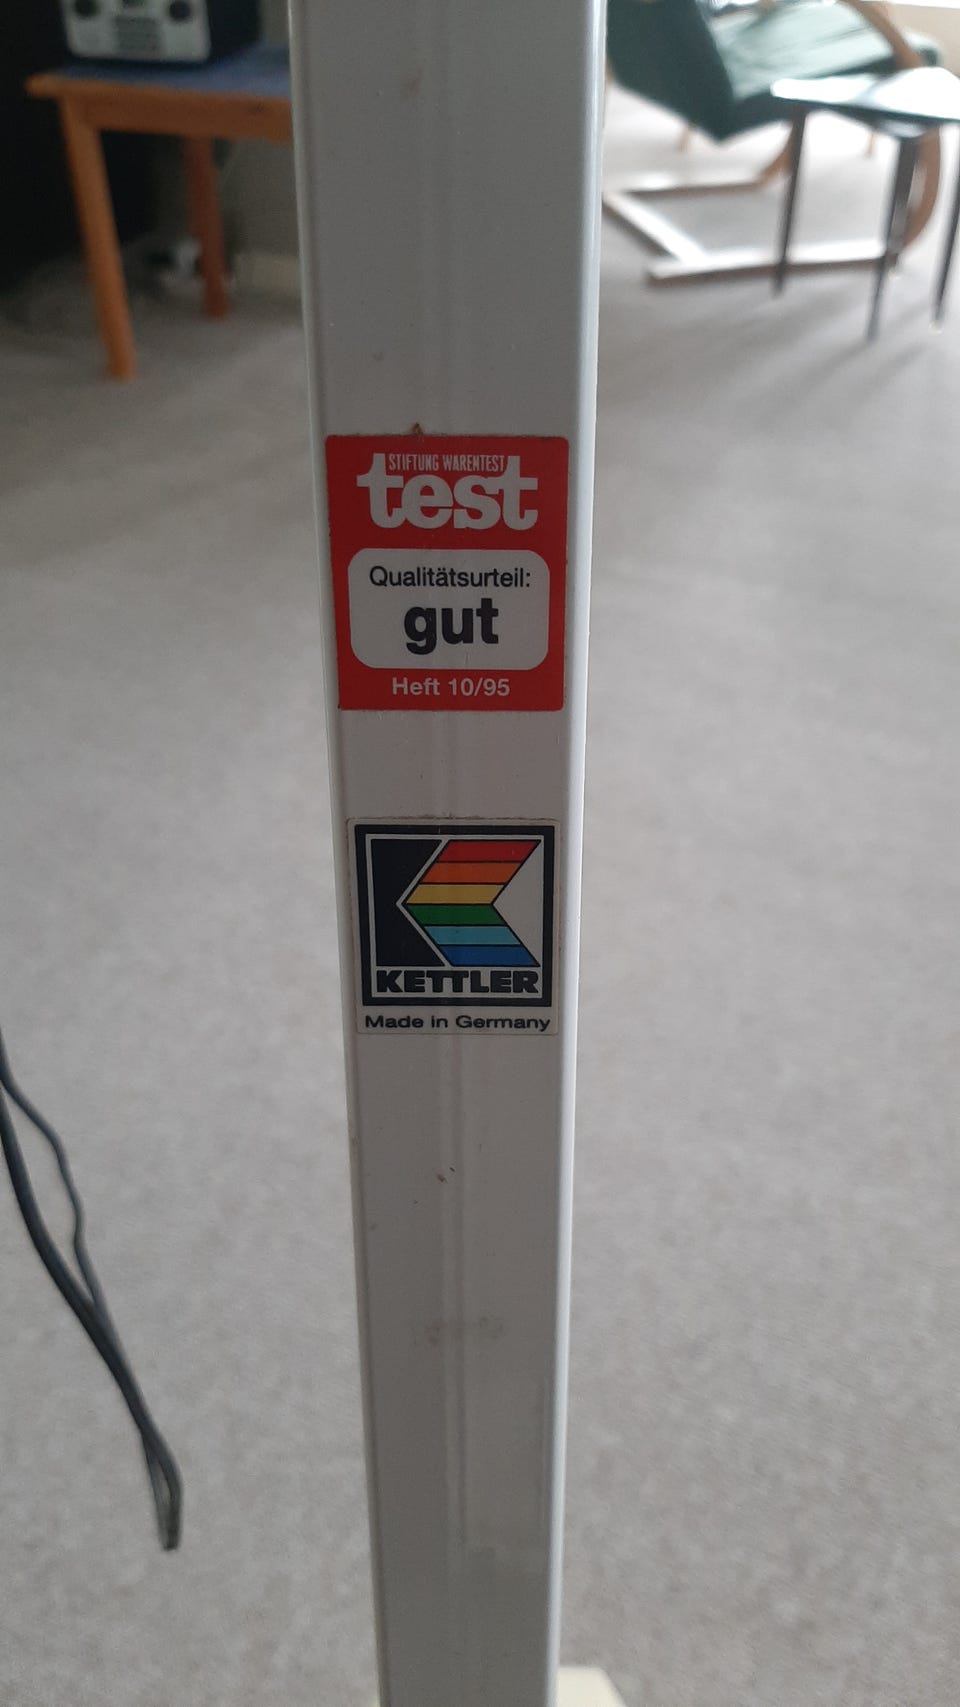 STIFTUNG WARENTEST
test
Qualitätsurteil:
gut
Heft 10/95
KETTLER
Made in Germany